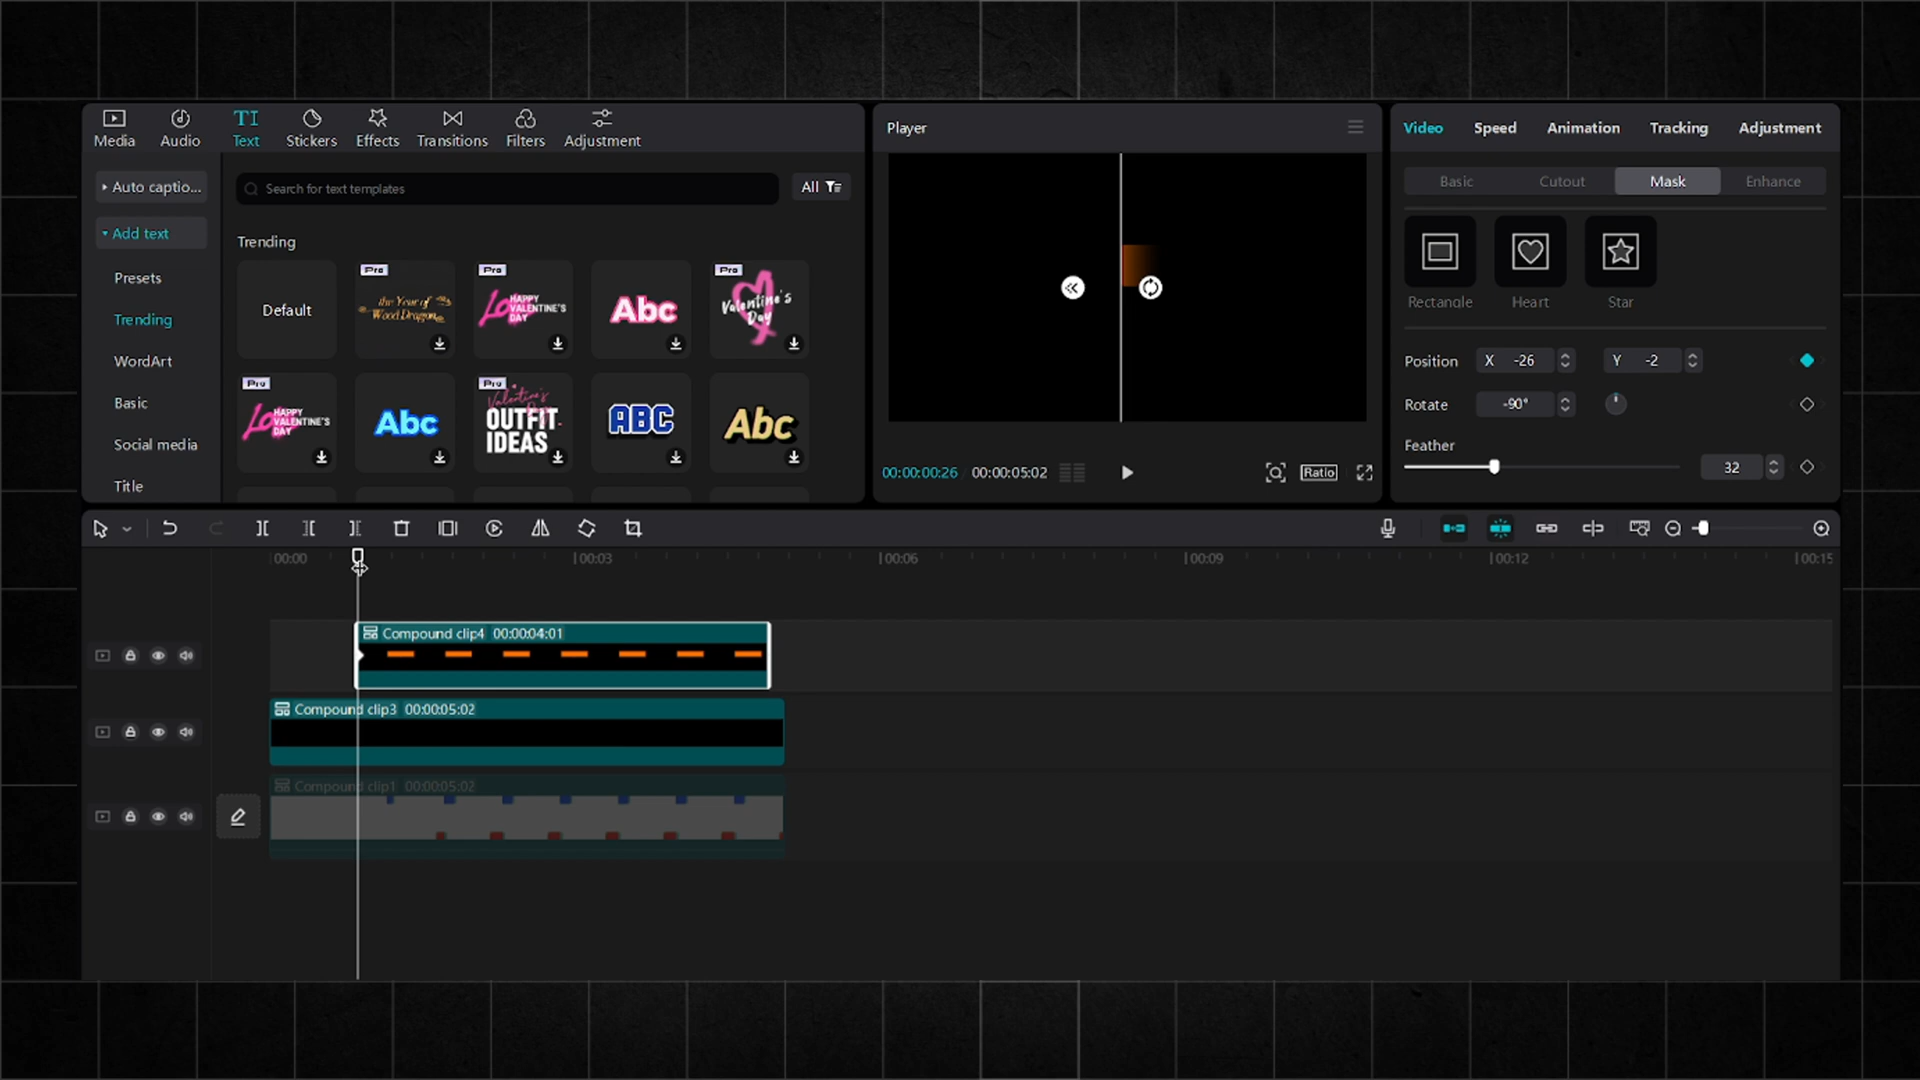 Media Audio Text Stickers Effects Transitions Filters Adjustment
Auto captio...
Add text
Presets
Trending
WordArt
Basic
Social media
Title
Search for text templates
All
Trending
Default
Pro
the Year of
Wood Dragon
Pro
HAPPY
VALENTINE'S
DAY
Abc
Pro
Valentine's
Day
Pro
HAPPY
VALENTINE'S
DAY
Abc
Pro
Valentine's
OUTFIT
IDEAS
ABC
Abc
Player
00:00:00:26 00:00:05:02
Ratio
Video Speed Animation Tracking Adjustment
Basic Cutout Mask Enhance
Rectangle Heart Star
Position X -26 Y -2
Rotate -90°
Feather
32
00:00 00:03 00:06 00:09 00:12 00:15
Compound clip4 00:00:04:01
Compound clip3 00:00:05:02
Compound clip1 00:00:05:02